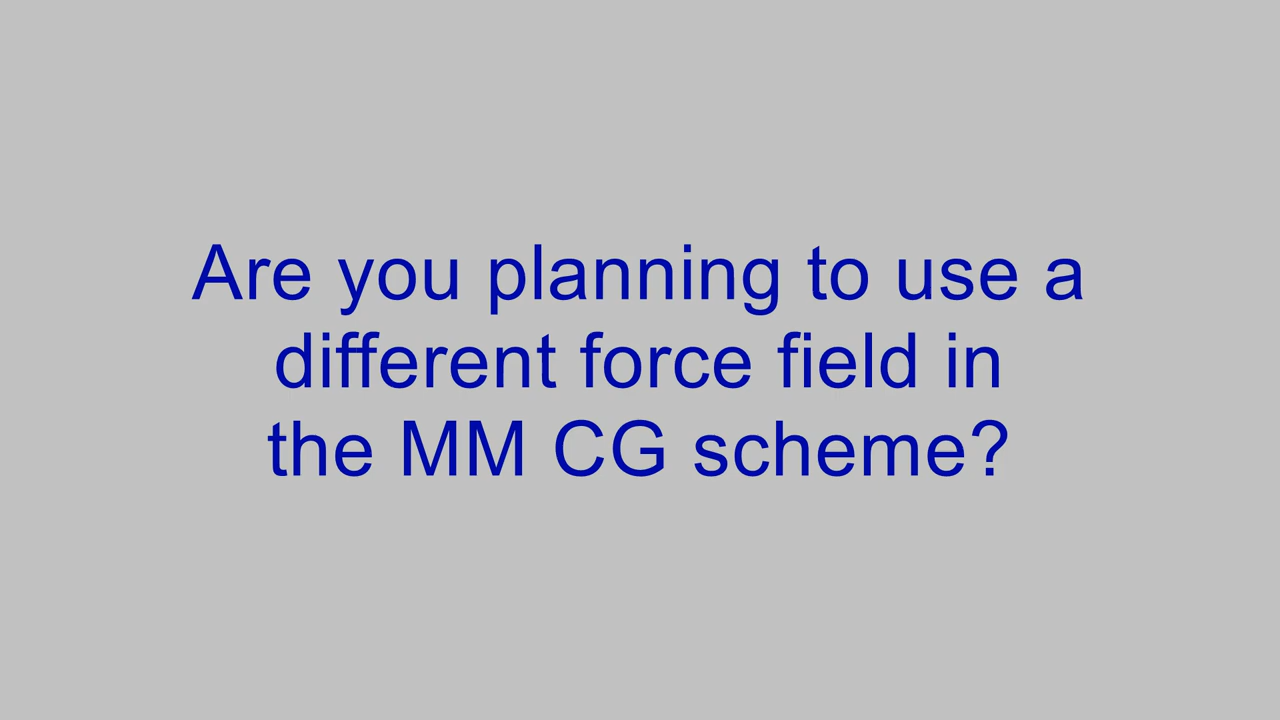 Are you planning to use a
different force field in
the MM CG scheme?